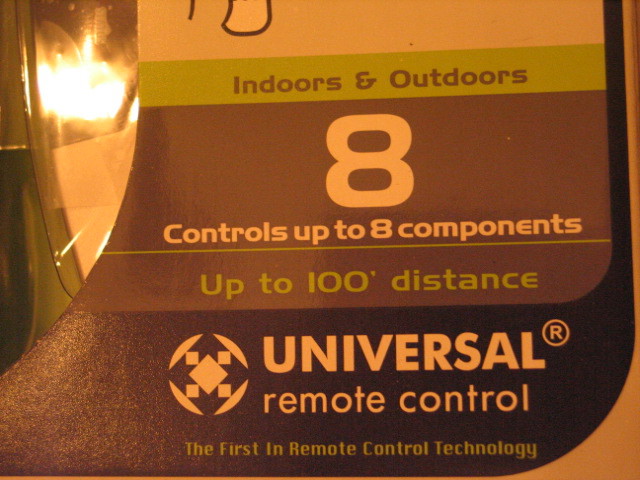 Indoors & Outdoors
8
Controls up to 8 components
Up to 100' distance
UNIVERSAL®
remote control
The First In Remote Control Technology